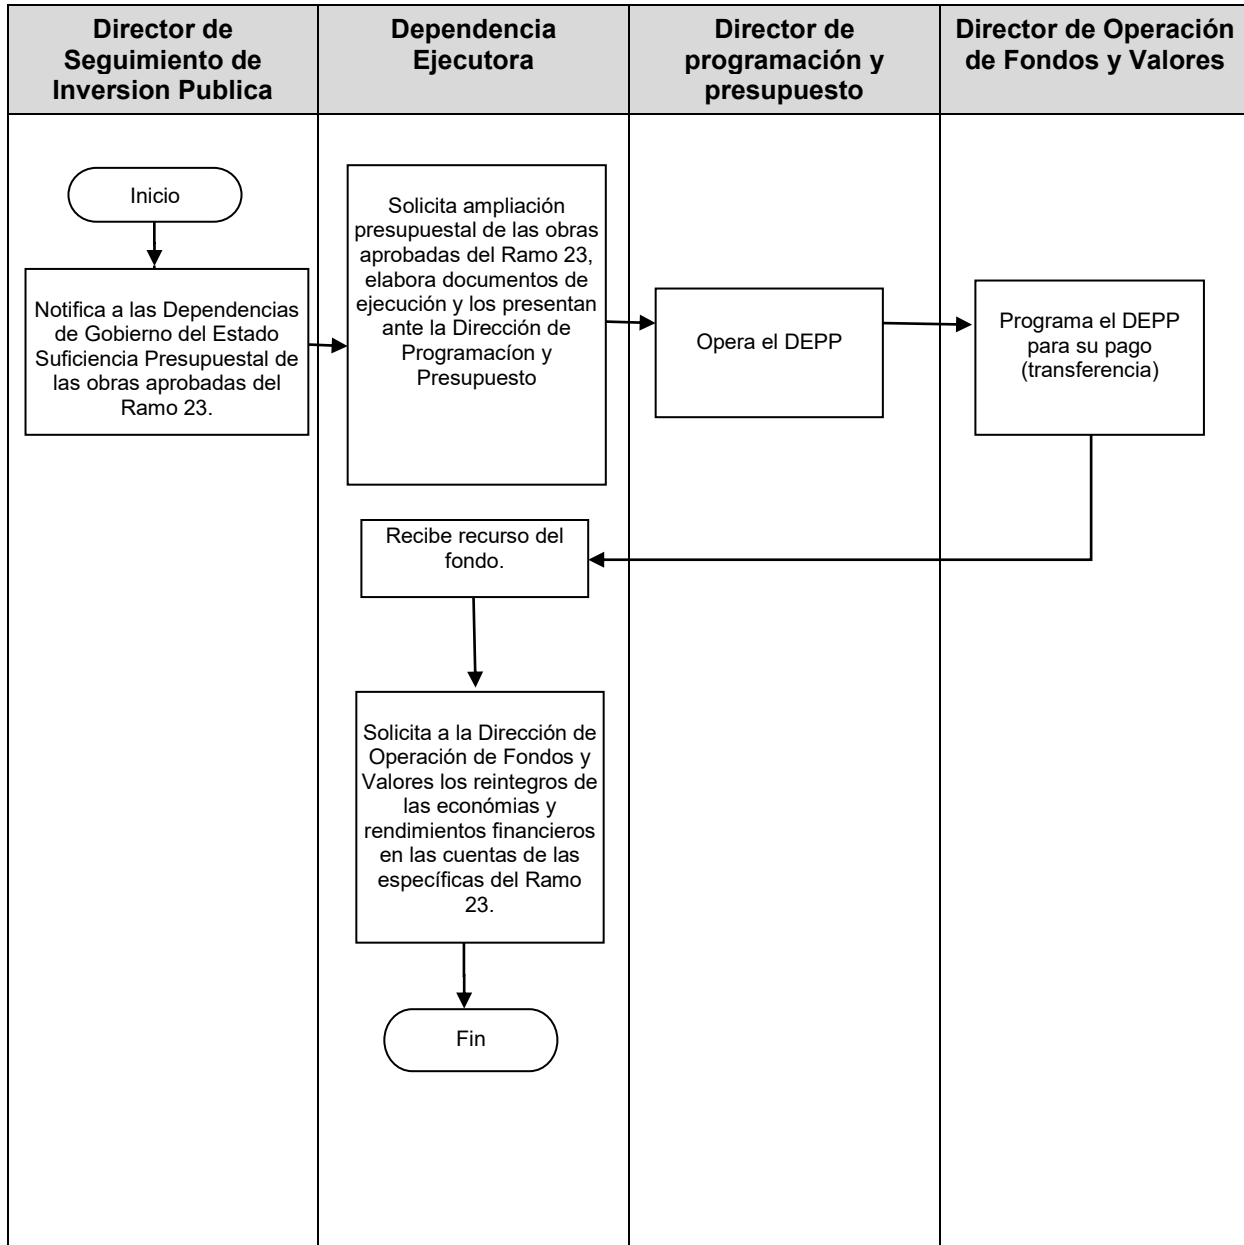 Director de
Seguimiento de
Inversion Publica
Dependencia
Ejecutora
Director de
programación y
presupuesto
Director de Operación
de Fondos y Valores
Inicio
Notifica a las Dependencias
de Gobierno del Estado
Suficiencia Presupuestal de
las obras aprobadas del
Ramo 23.
Solicita ampliación
presupuestal de las obras
aprobadas del Ramo 23,
elabora documentos de
ejecución y los presentan
ante la Dirección de
Programacíon y
Presupuesto
Opera el DEPP
Programa el DEPP
para su pago
(transferencia)
Recibe recurso del
fondo.
Solicita a la Dirección de
Operación de Fondos y
Valores los reintegros de
las económias y
rendimientos financieros
en las cuentas de las
específicas del Ramo
23.
Fin